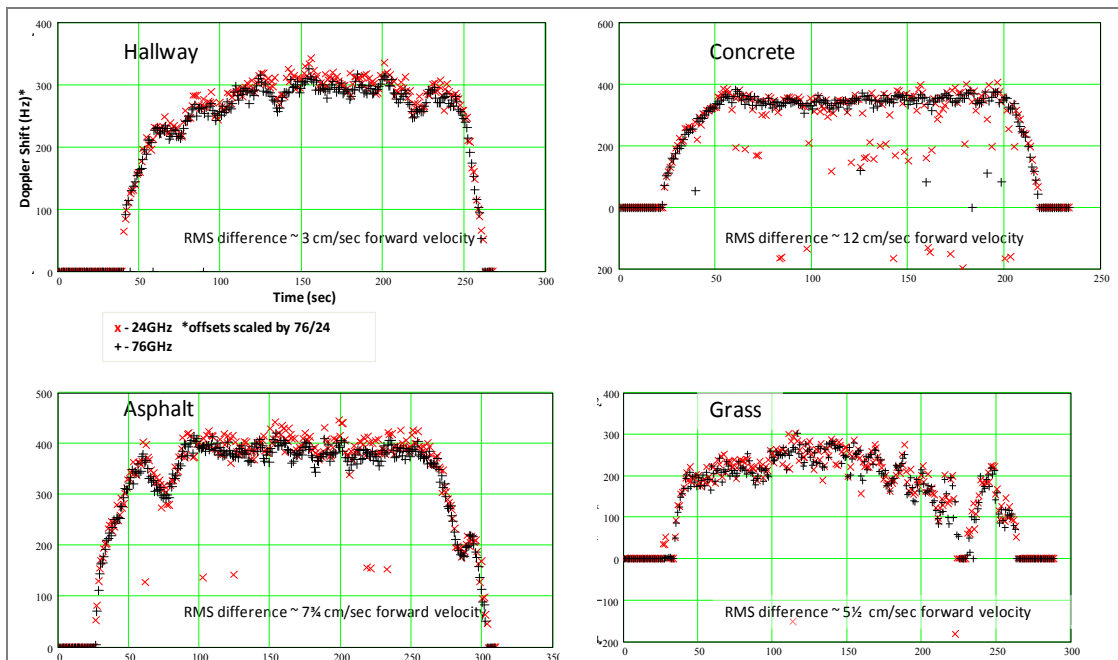 Hallway
400
300
200
100
0
Doppler Shift (Hz)*
RMS difference ~ 3 cm/sec forward velocity
0 50 100 150 200 250 300
Time (sec)
Concrete
600
400
200
0
200
RMS difference ~ 12 cm/sec forward velocity
0 50 100 150 200 250
x - 24GHz *offsets scaled by 76/24
+ - 76GHz
Asphalt
500
400
300
200
100
0
RMS difference ~ 7¾ cm/sec forward velocity
0 50 100 150 200 250 300 350
Grass
400
300
200
100
0
−100
*200
RMS difference ~ 5½ cm/sec forward velocity
0 50 100 150 200 250 300